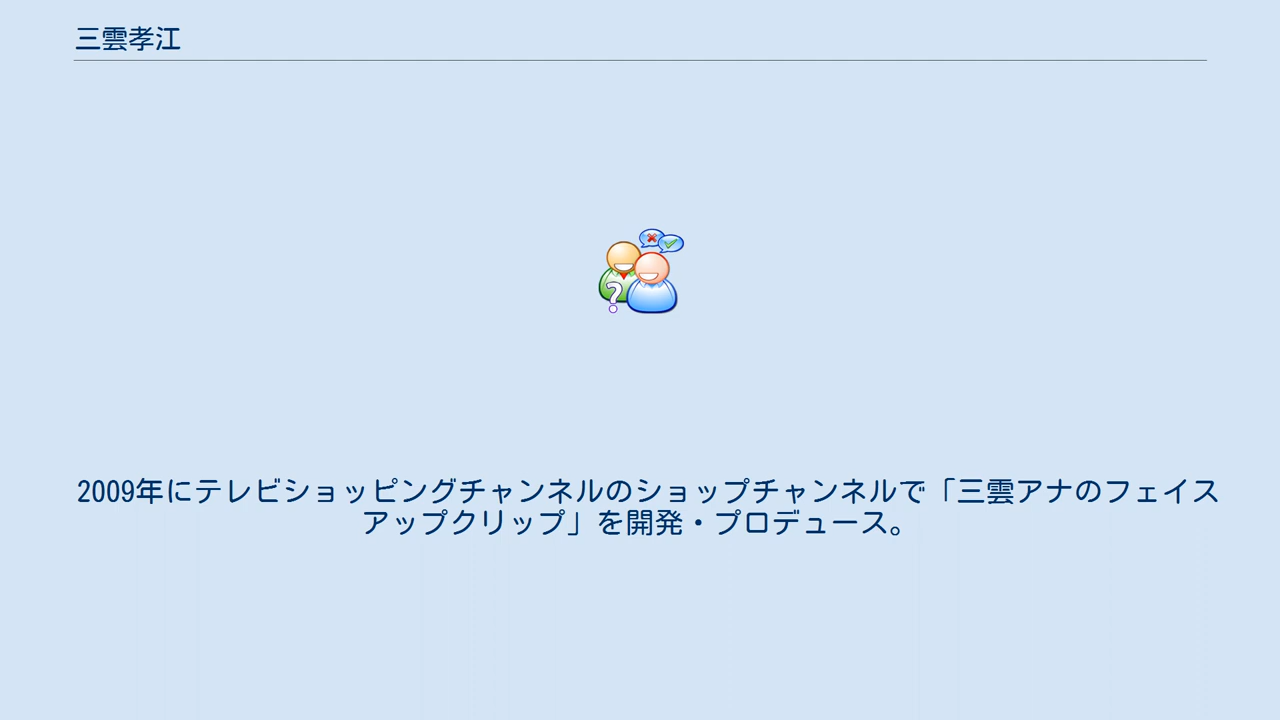 三雲孝江
2009年にテレビショッピングチャンネルのショップチャンネルで「三雲アナのフェイス
アップクリップ」を開発・プロデュース。